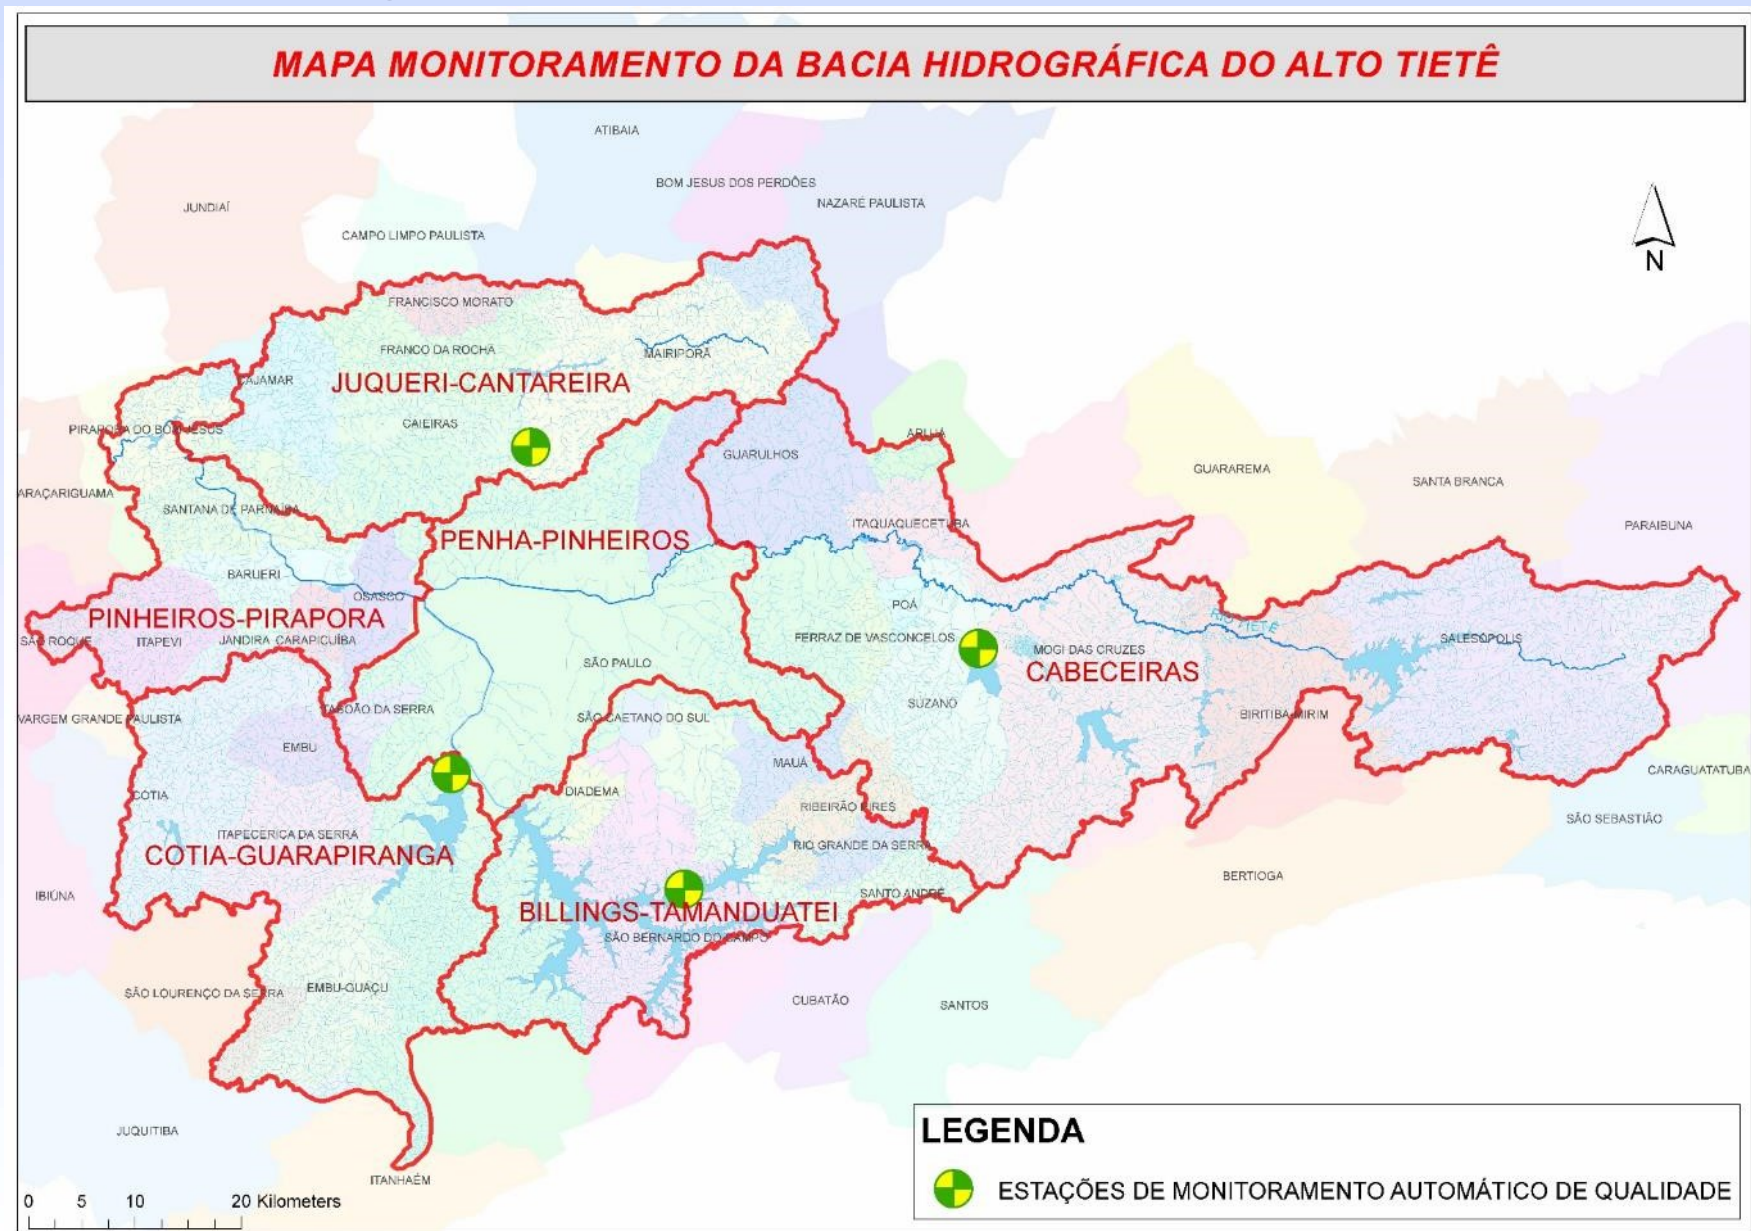 MAPA MONITORAMENTO DA BACIA HIDROGRÁFICA DO ALTO TIETÊ
ATIBAIA
BOM JESUS DOS PERDÕES
NAZARÉ PAULISTA
JUNDIAÍ
CAMPO LIMPO PAULISTA
N
FRANCISCO MORATO
FRANCO DA ROCHA
MAIRIPORÃ
CAJAMAR
JUQUERI-CANTAREIRA
CAIEIRAS
PIRAPORA DO BOM JESUS
ARUJÁ
GUARULHOS
GUARAREMA
SANTA BRANCA
ARAÇARIGUAMA
SANTANA DE PARNAÍBA
ITAQUAQUECETUBA
PARAIBUNA
PENHA-PINHEIROS
BARUERI
OSASCO
POÁ
PINHEIROS-PIRAPORA
RIO TIETÊ
SÃO ROQUE
ITAPEVI
JANDIRA
CARAPICUÍBA
FERRAZ DE VASCONCELOS
SALESÓPOLIS
MOGI DAS CRUZES
SÃO PAULO
CABECEIRAS
SUZANO
VARGEM GRANDE PAULISTA
TABOÃO DA SERRA
SÃO CAETANO DO SUL
BIRITIBA-MIRIM
EMBU
MAUÁ
CARAGUATATUBA
COTIA
DIADEMA
RIBEIRÃO PIRES
SÃO SEBASTIÃO
ITAPECERICA DA SERRA
COTIA-GUARAPIRANGA
RIO GRANDE DA SERRA
BERTIOGA
IBIÚNA
SANTO ANDRÉ
BILLINGS-TAMANDUATEI
SÃO BERNARDO DO CAMPO
SÃO LOURENÇO DA SERRA
EMBU-GUAÇU
CUBATÃO
SANTOS
JUQUITIBA
ITANHAÉM
LEGENDA
ESTAÇÕES DE MONITORAMENTO AUTOMÁTICO DE QUALIDADE
0 5 10 20 Kilometers